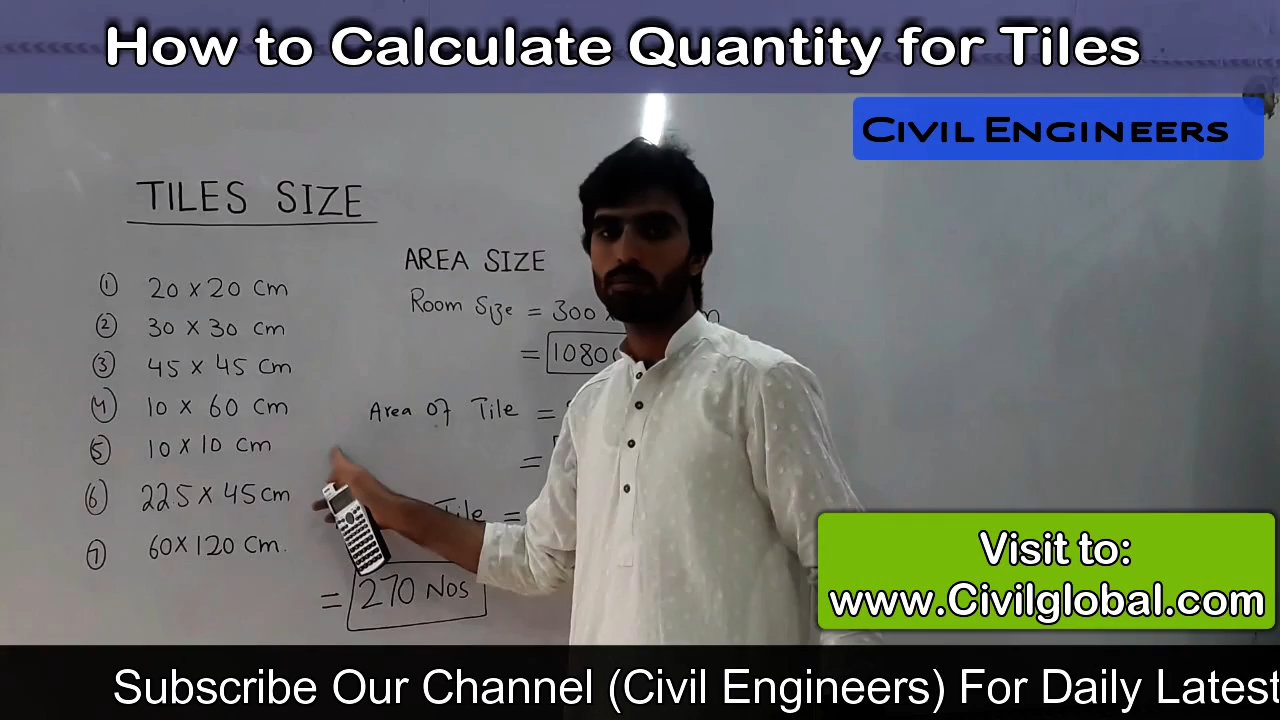 How to Calculate Quantity for Tiles
CIVIL ENGINEERS
TILES SIZE
① 20 x 20 cm
② 30 x 30 cm
③ 45 x 45 cm
④ 10 x 60 cm
⑤ 10 x 10 cm
⑥ 225 x 45 cm
⑦ 60 x 120 cm.
AREA SIZE
Room Size = 300 x
= 1080
Area Of Tile =
=
Tile =
= 270 Nos
Visit to:
www.Civilglobal.com
Subscribe Our Channel (Civil Engineers) For Daily Latest